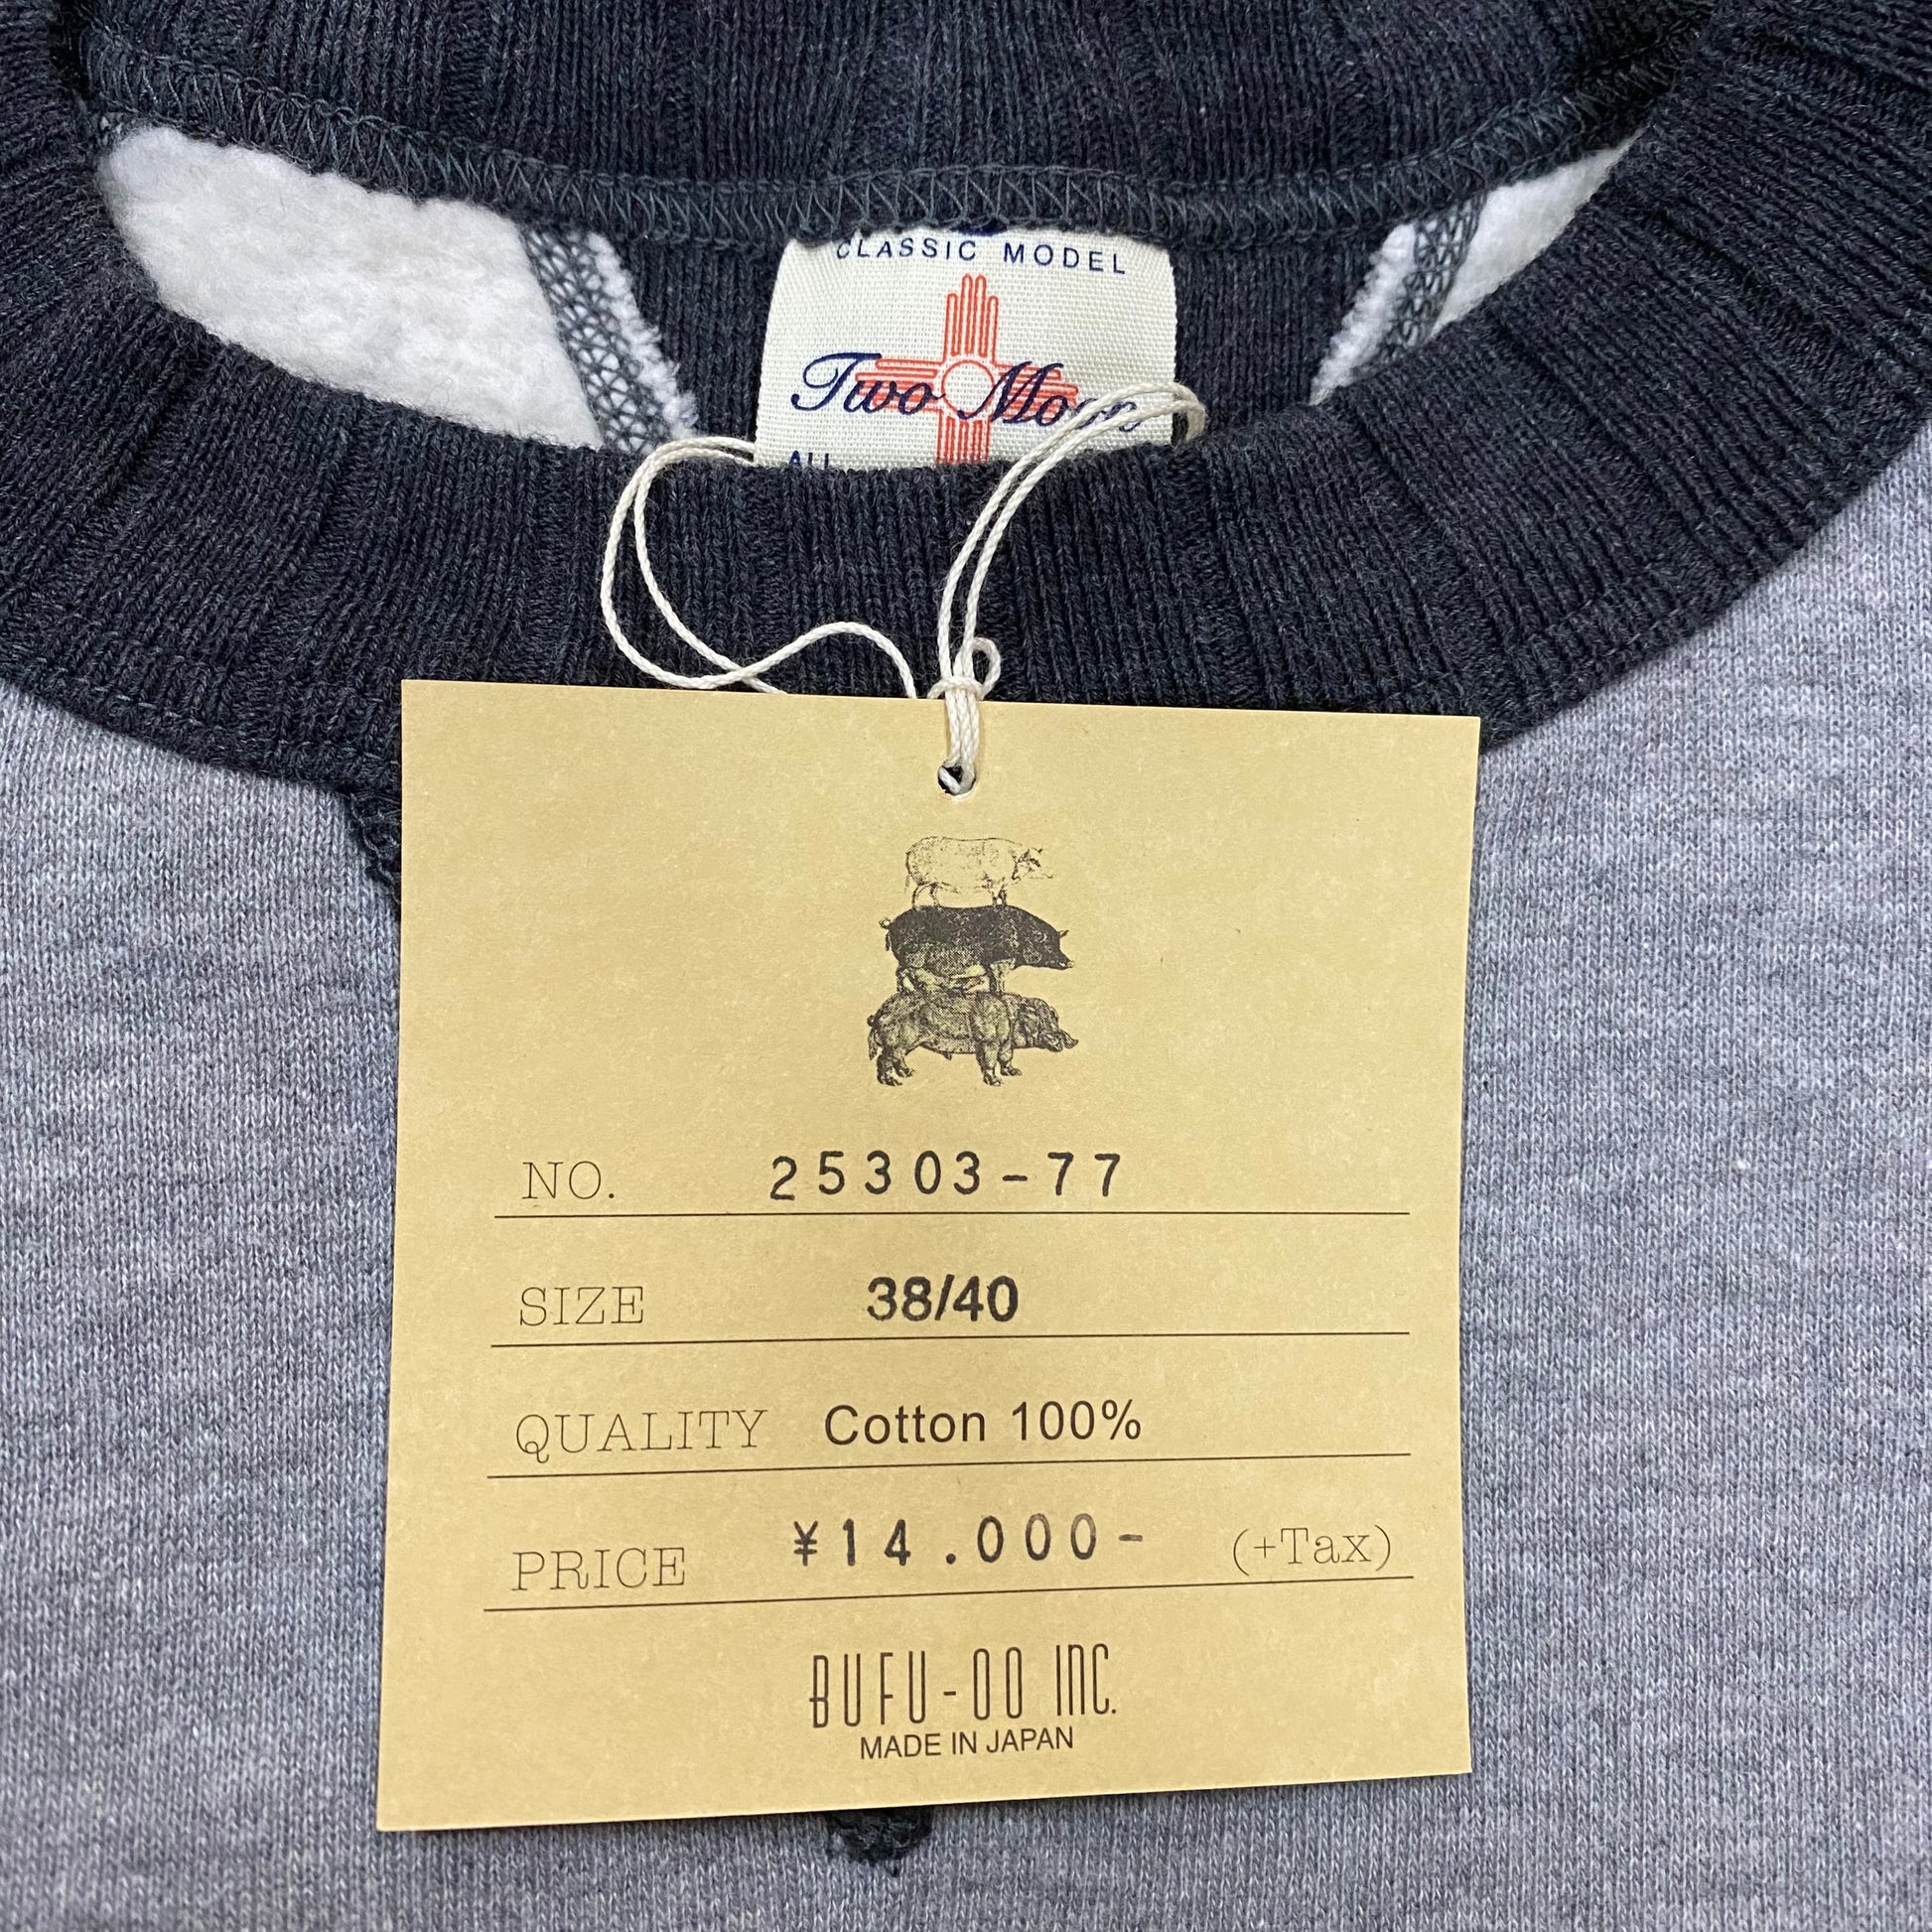 CLASSIC MODEL
Two Moon
ALL
NO. 25303-77
SIZE 38/40
QUALITY Cotton 100%
PRICE ¥14.000- (+Tax)
BUFU-OO INC.
MADE IN JAPAN